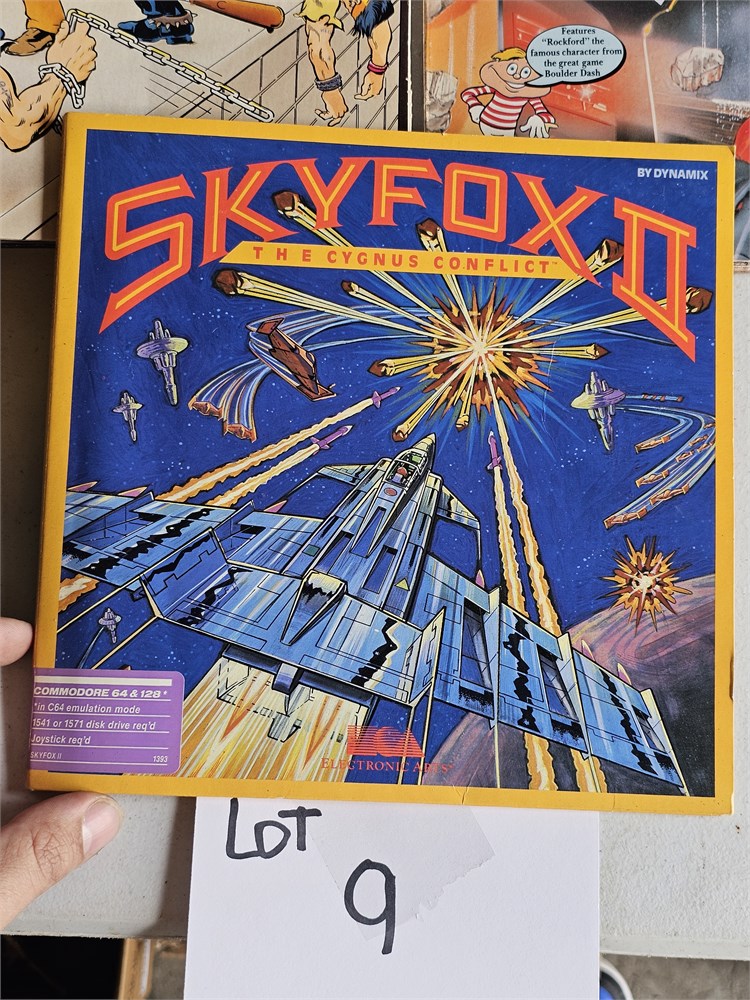 Features
"Rockford" the
famous character from
the great game
Boulder Dash
BY DYNAMIX
SKYFOX II
THE CYGNUS CONFLICT™
COMMODORE 64 & 128*
*in C64 emulation mode
1541 or 1571 disk drive req'd
Joystick req'd
SKYFOX II 1393
ELECTRONIC ARTS
LOT
9